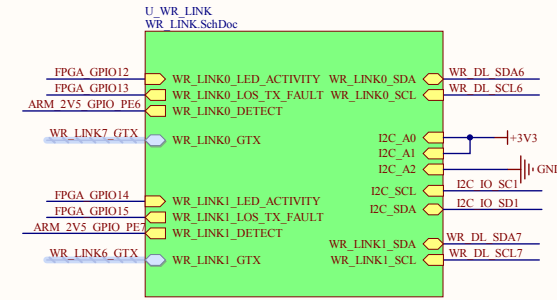 U_WR_LINK
WR_LINK.SchDoc
FPGA_GPIO12 WR_LINK0_LED_ACTIVITY WR_LINK0_SDA WR_DL_SDA6
FPGA_GPIO13 WR_LINK0_LOS_TX_FAULT WR_LINK0_SCL WR_DL_SCL6
ARM_2V5_GPIO_PE6 WR_LINK0_DETECT
WR_LINK7_GTX WR_LINK0_GTX I2C_A0 +3V3
I2C_A1
I2C_A2 GND
FPGA_GPIO14 WR_LINK1_LED_ACTIVITY I2C_SCL I2C_IO_SC1
FPGA_GPIO15 WR_LINK1_LOS_TX_FAULT I2C_SDA I2C_IO_SD1
ARM_2V5_GPIO_PE7 WR_LINK1_DETECT WR_LINK1_SDA WR_DL_SDA7
WR_LINK6_GTX WR_LINK1_GTX WR_LINK1_SCL WR_DL_SCL7